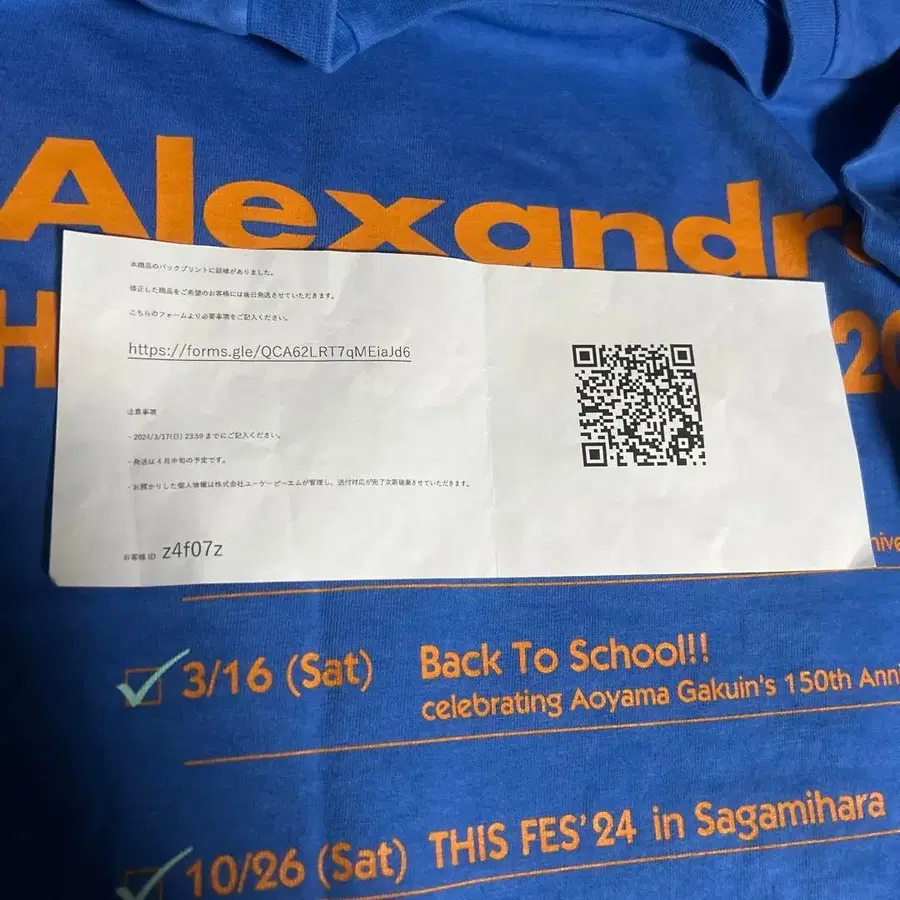 Alexandr
H
20
本商品のバックプリントに誤植がありました。
修正した商品をご希望のお客様には後日発送させていただきます。
こちらのフォームより必要事項をご記入ください。
https://forms.gle/QCA62LRT7qMEiaJd6
注意事項
・2024/3/17(日) 23:59 までにご記入ください。
・発送は4月中旬の予定です。
・お預かりした個人情報は株式会社ユーケーピーエムが管理し、送付対応が完了次第破棄させていただきます。
お客様 ID z4f07z
nive
3/16 (Sat) Back To School!!
celebrating Aoyama Gakuin's 150th Anni
10/26 (Sat) THIS FES'24 in Sagamihara